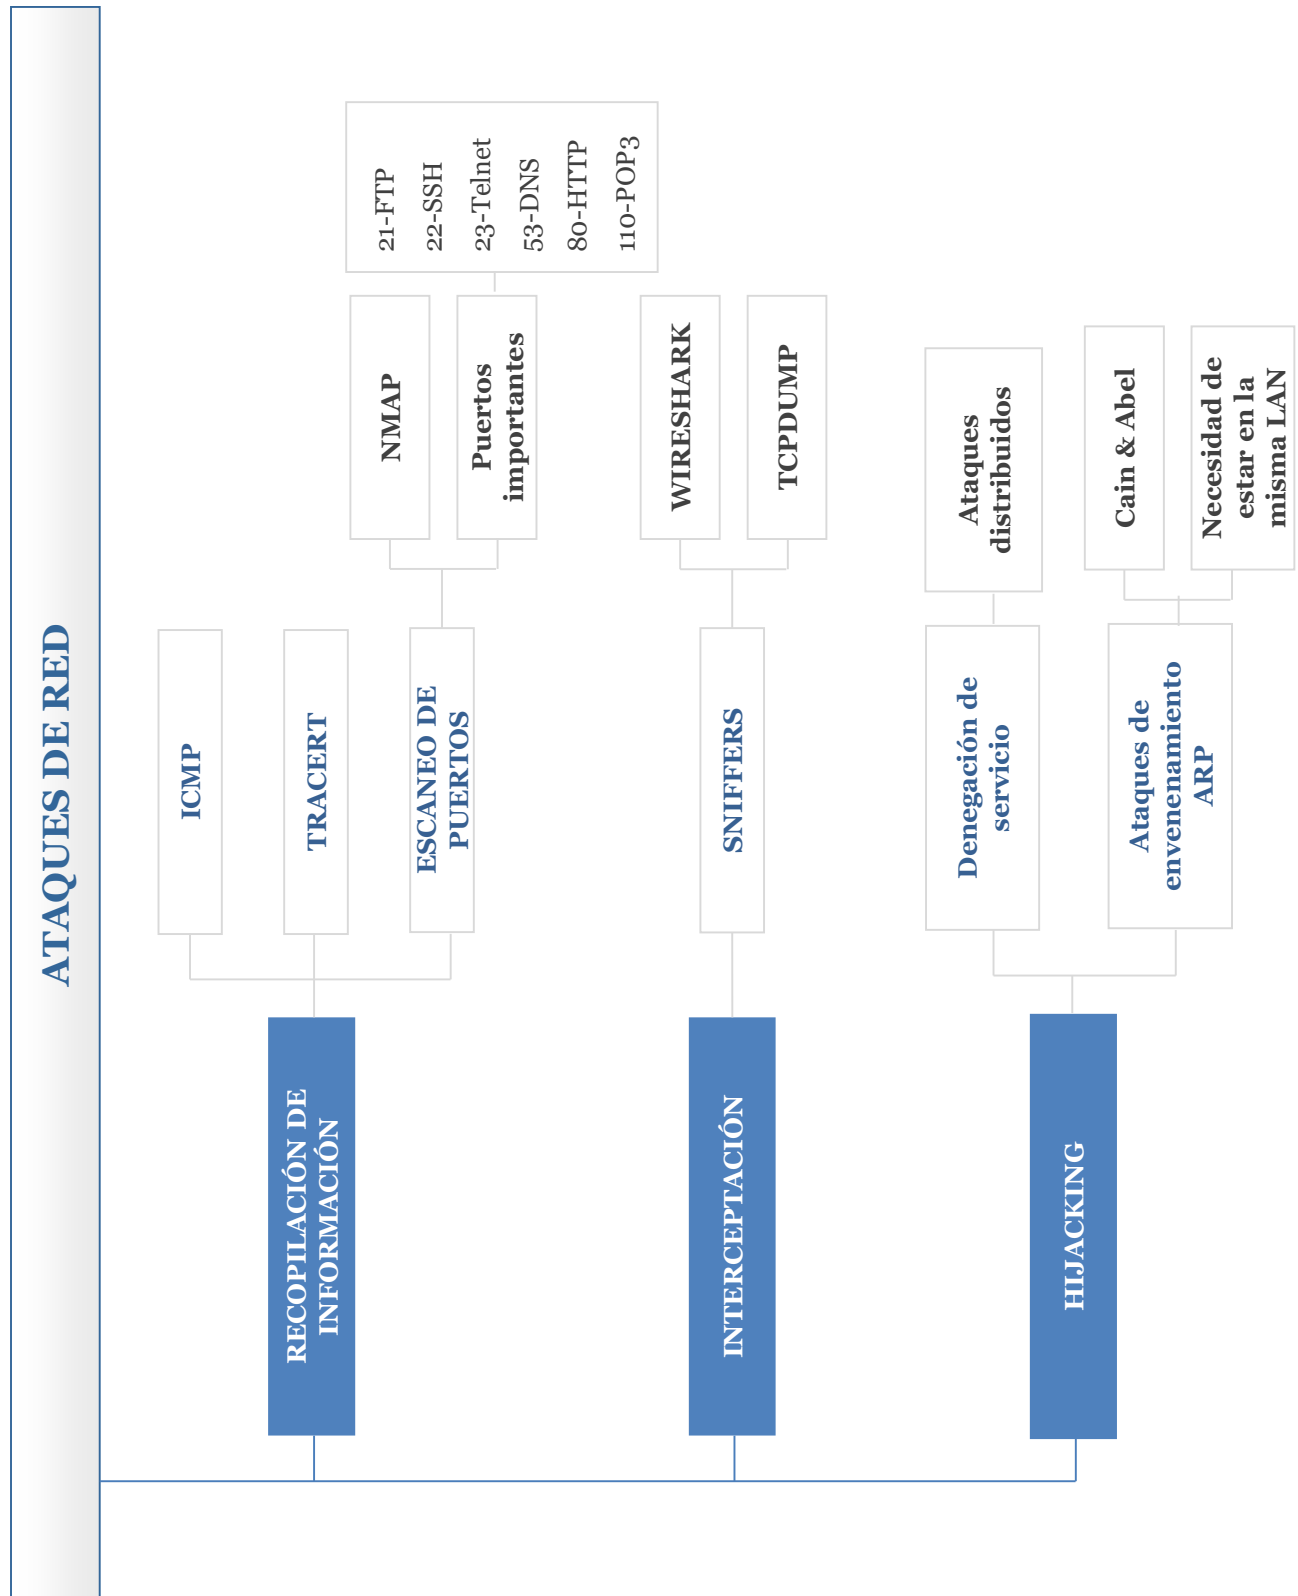 ATAQUES DE RED
RECOPILACIÓN DE
INFORMACIÓN
ICMP
TRACERT
ESCANEO DE
PUERTOS
NMAP
Puertos
importantes
21-FTP
22-SSH
23-Telnet
53-DNS
80-HTTP
110-POP3
INTERCEPTACIÓN
SNIFFERS
WIRESHARK
TCPDUMP
HIJACKING
Denegación de
servicio
Ataques
distribuidos
Ataques de
envenenamiento
ARP
Cain & Abel
Necesidad de
estar en la
misma LAN